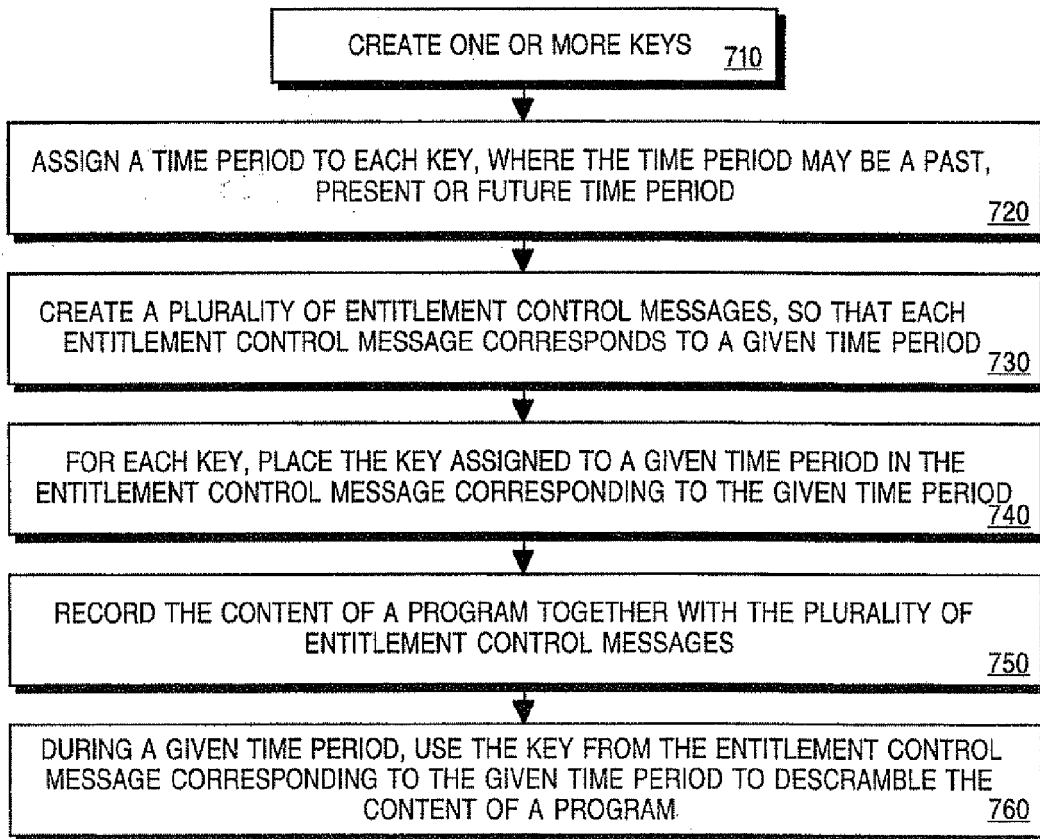 CREATE ONE OR MORE KEYS
710
ASSIGN A TIME PERIOD TO EACH KEY, WHERE THE TIME PERIOD MAY BE A PAST,
PRESENT OR FUTURE TIME PERIOD
720
CREATE A PLURALITY OF ENTITLEMENT CONTROL MESSAGES, SO THAT EACH
ENTITLEMENT CONTROL MESSAGE CORRESPONDS TO A GIVEN TIME PERIOD
730
FOR EACH KEY, PLACE THE KEY ASSIGNED TO A GIVEN TIME PERIOD IN THE
ENTITLEMENT CONTROL MESSAGE CORRESPONDING TO THE GIVEN TIME PERIOD
740
RECORD THE CONTENT OF A PROGRAM TOGETHER WITH THE PLURALITY OF
ENTITLEMENT CONTROL MESSAGES
750
DURING A GIVEN TIME PERIOD, USE THE KEY FROM THE ENTITLEMENT CONTROL
MESSAGE CORRESPONDING TO THE GIVEN TIME PERIOD TO DESCRAMBLE THE
CONTENT OF A PROGRAM
760